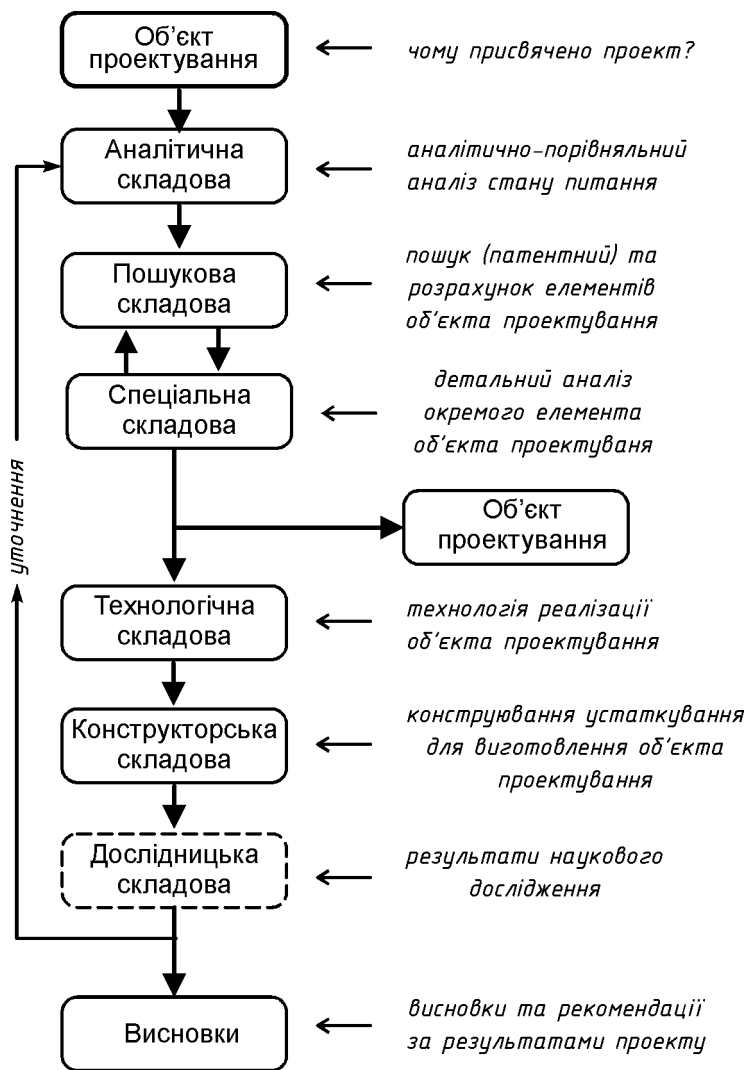 Об’єкт
проектування
чому присвячено проект?
Аналітична
складова
аналітично-порівняльний
аналіз стану питання
Пошукова
складова
пошук (патентний) та
розрахунок елементів
об’єкта проектування
Спеціальна
складова
детальний аналіз
окремого елемента
об’єкта проектуваня
уточнення
Об’єкт
проектування
Технологічна
складова
технологія реалізації
об’єкта проектування
Конструкторська
складова
конструювання устаткування
для виготовлення об’єкта
проектування
Дослідницька
складова
результати наукового
дослідження
Висновки
висновки та рекомендації
за результатами проекту